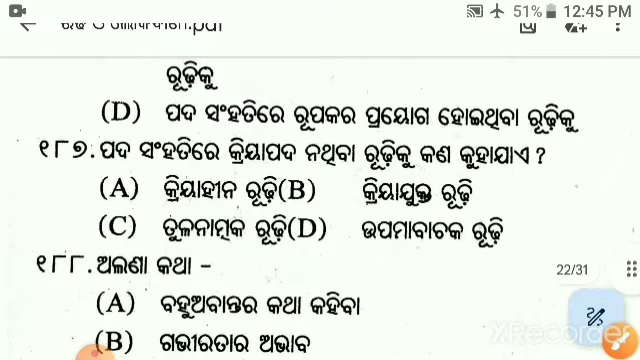 51% 12:45 PM
ରୂଢ଼ିକୁ
(D) ପଦ ସଂହତିରେ ରୂପକର ପ୍ରୟୋଗ ହୋଇଥିବା ରୂଢ଼ିକୁ
୧୮୭. ପଦ ସଂହତିରେ କ୍ରିୟାପଦ ନଥିବା ରୂଢ଼ିକୁ କଣ କୁହାଯାଏ ?
(A) କ୍ରିୟାହୀନ ରୂଢ଼ି(B) କ୍ରିୟାଯୁକ୍ତ ରୂଢ଼ି
(C) ତୁଳନାତ୍ମକ ରୂଢ଼ି(D) ଉପମାବାଚକ ରୂଢ଼ି
୧୮୮. ଅଲଣା କଥା -
22/31
(A) ବହୁଅବାନ୍ତର କଥା କହିବା
(B) ଗଭୀରତାର ଅଭାବ
XRecorder